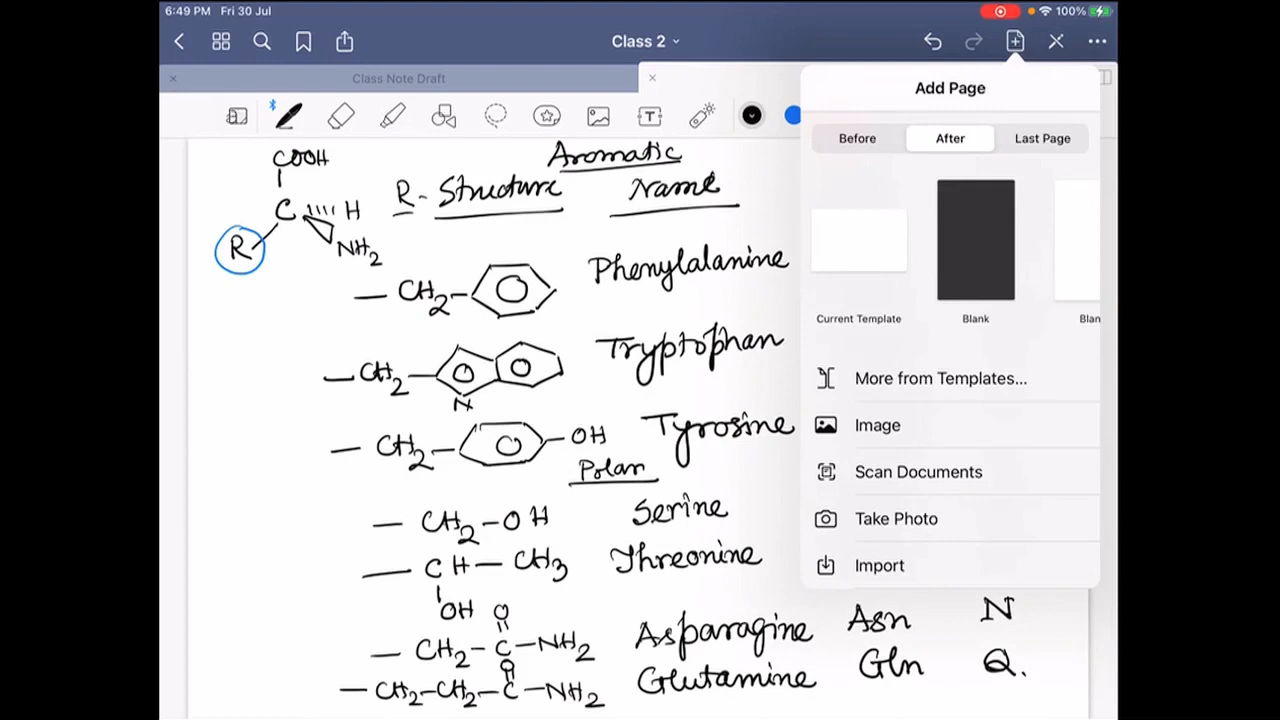 6:49 PM Fri 30 Jul 100%
Class 2
Class Note Draft
Add Page
Before After Last Page
Current Template Blank Blan
More from Templates...
Image
Scan Documents
Take Photo
Import
COOH
C H
R NH2
Aromatic
R - Structure Name
— CH2 — Phenylalanine
— CH2 — N Tryptophan
— CH2 — — OH Tyrosine
Polar
— CH2 — OH Serine
— CH — CH3 Threonine
OH O
— CH2 — C — NH2 Asparagine Asn N
O
— CH2 — CH2 — C — NH2 Glutamine Gln Q.